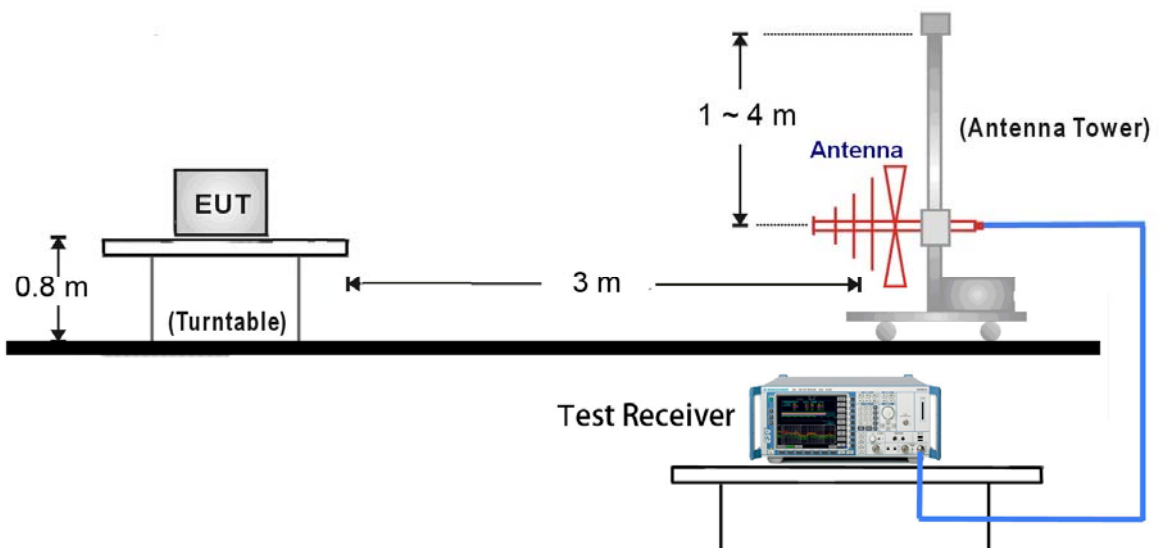 1 ~ 4 m
(Antenna Tower)
Antenna
EUT
0.8 m
3 m
(Turntable)
Test Receiver